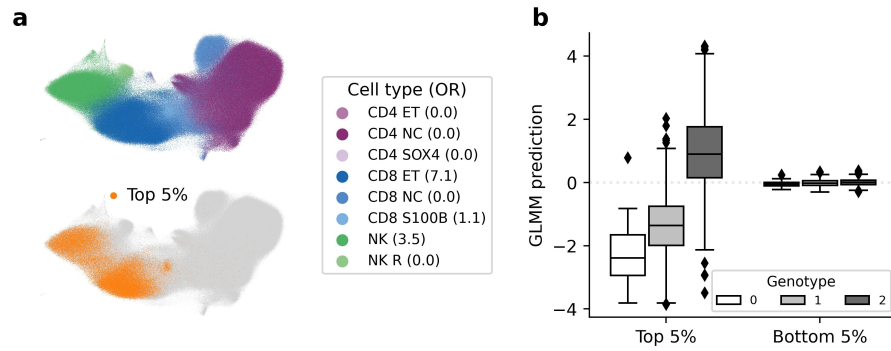 a
Cell type (OR)
CD4 ET (0.0)
CD4 NC (0.0)
CD4 SOX4 (0.0)
CD8 ET (7.1)
CD8 NC (0.0)
CD8 S100B (1.1)
NK (3.5)
NK R (0.0)
Top 5%
b
GLMM prediction
4
2
0
−2
−4
Genotype
0 1 2
Top 5% Bottom 5%